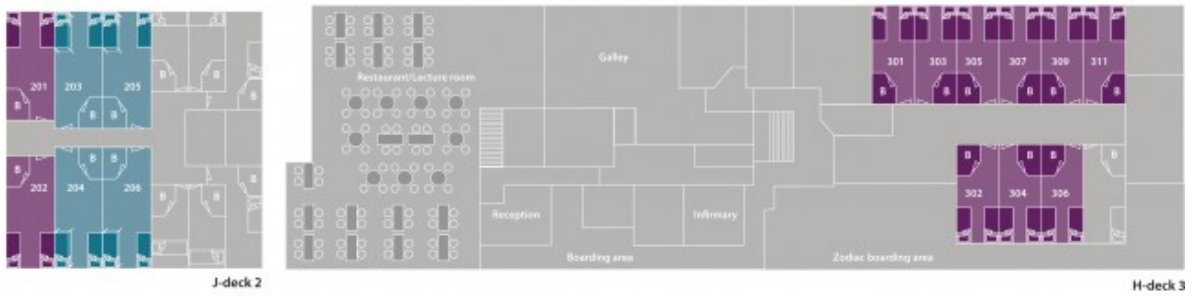 201
203
205
B
B
B
B
B
B
B
B
B
B
B
B
202
204
206
J-deck 2
Restaurant/Lecture room
Galley
301
303
305
307
309
311
B
B
B
B
B
B
B
B
B
B
302
304
306
Reception
Infirmary
Boarding area
Zodiac boarding area
H-deck 3